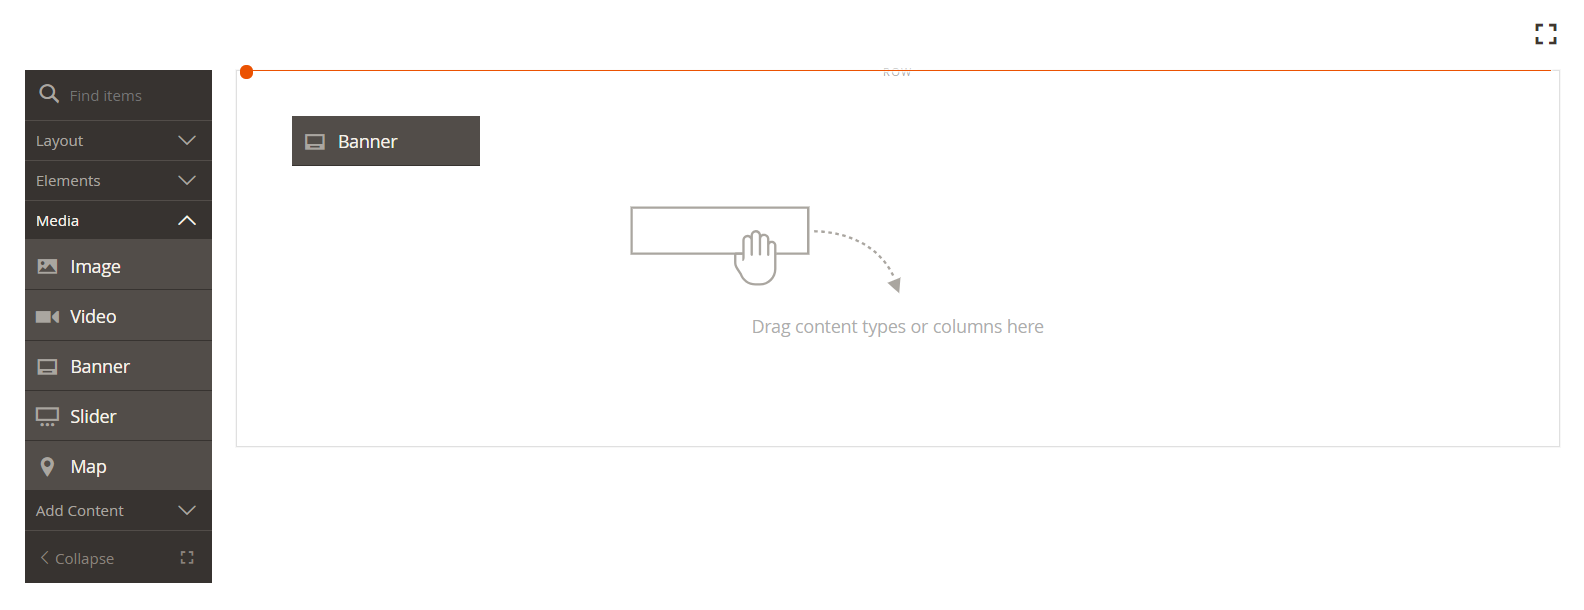 Find items
Layout
Elements
Media
Image
Video
Banner
Slider
Map
Add Content
Collapse
ROW
Banner
Drag content types or columns here